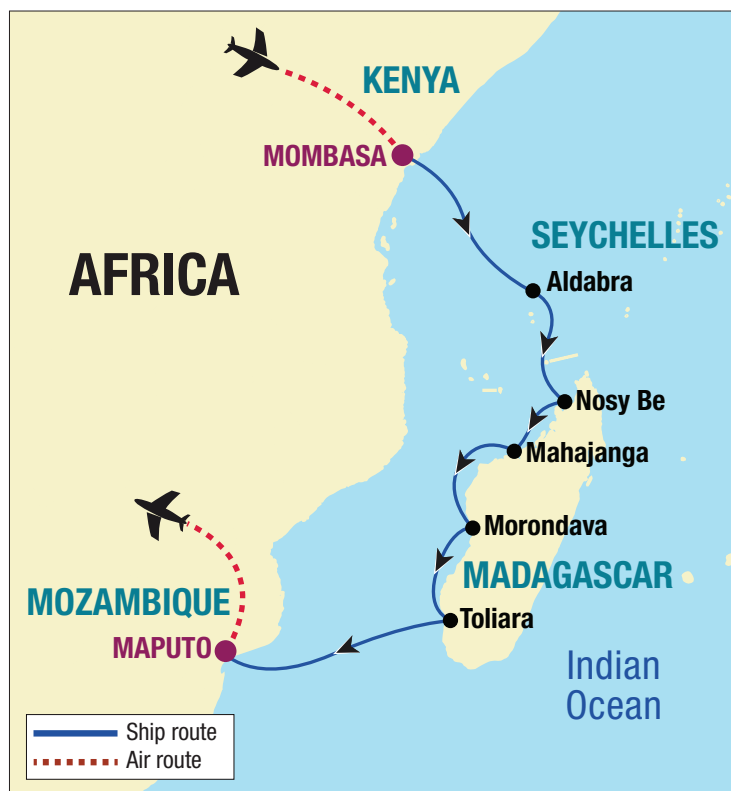 KENYA
MOMBASA
SEYCHELLES
AFRICA
Aldabra
Nosy Be
Mahajanga
Morondava
MADAGASCAR
MOZAMBIQUE
Toliara
MAPUTO
Indian
Ocean
Ship route
Air route